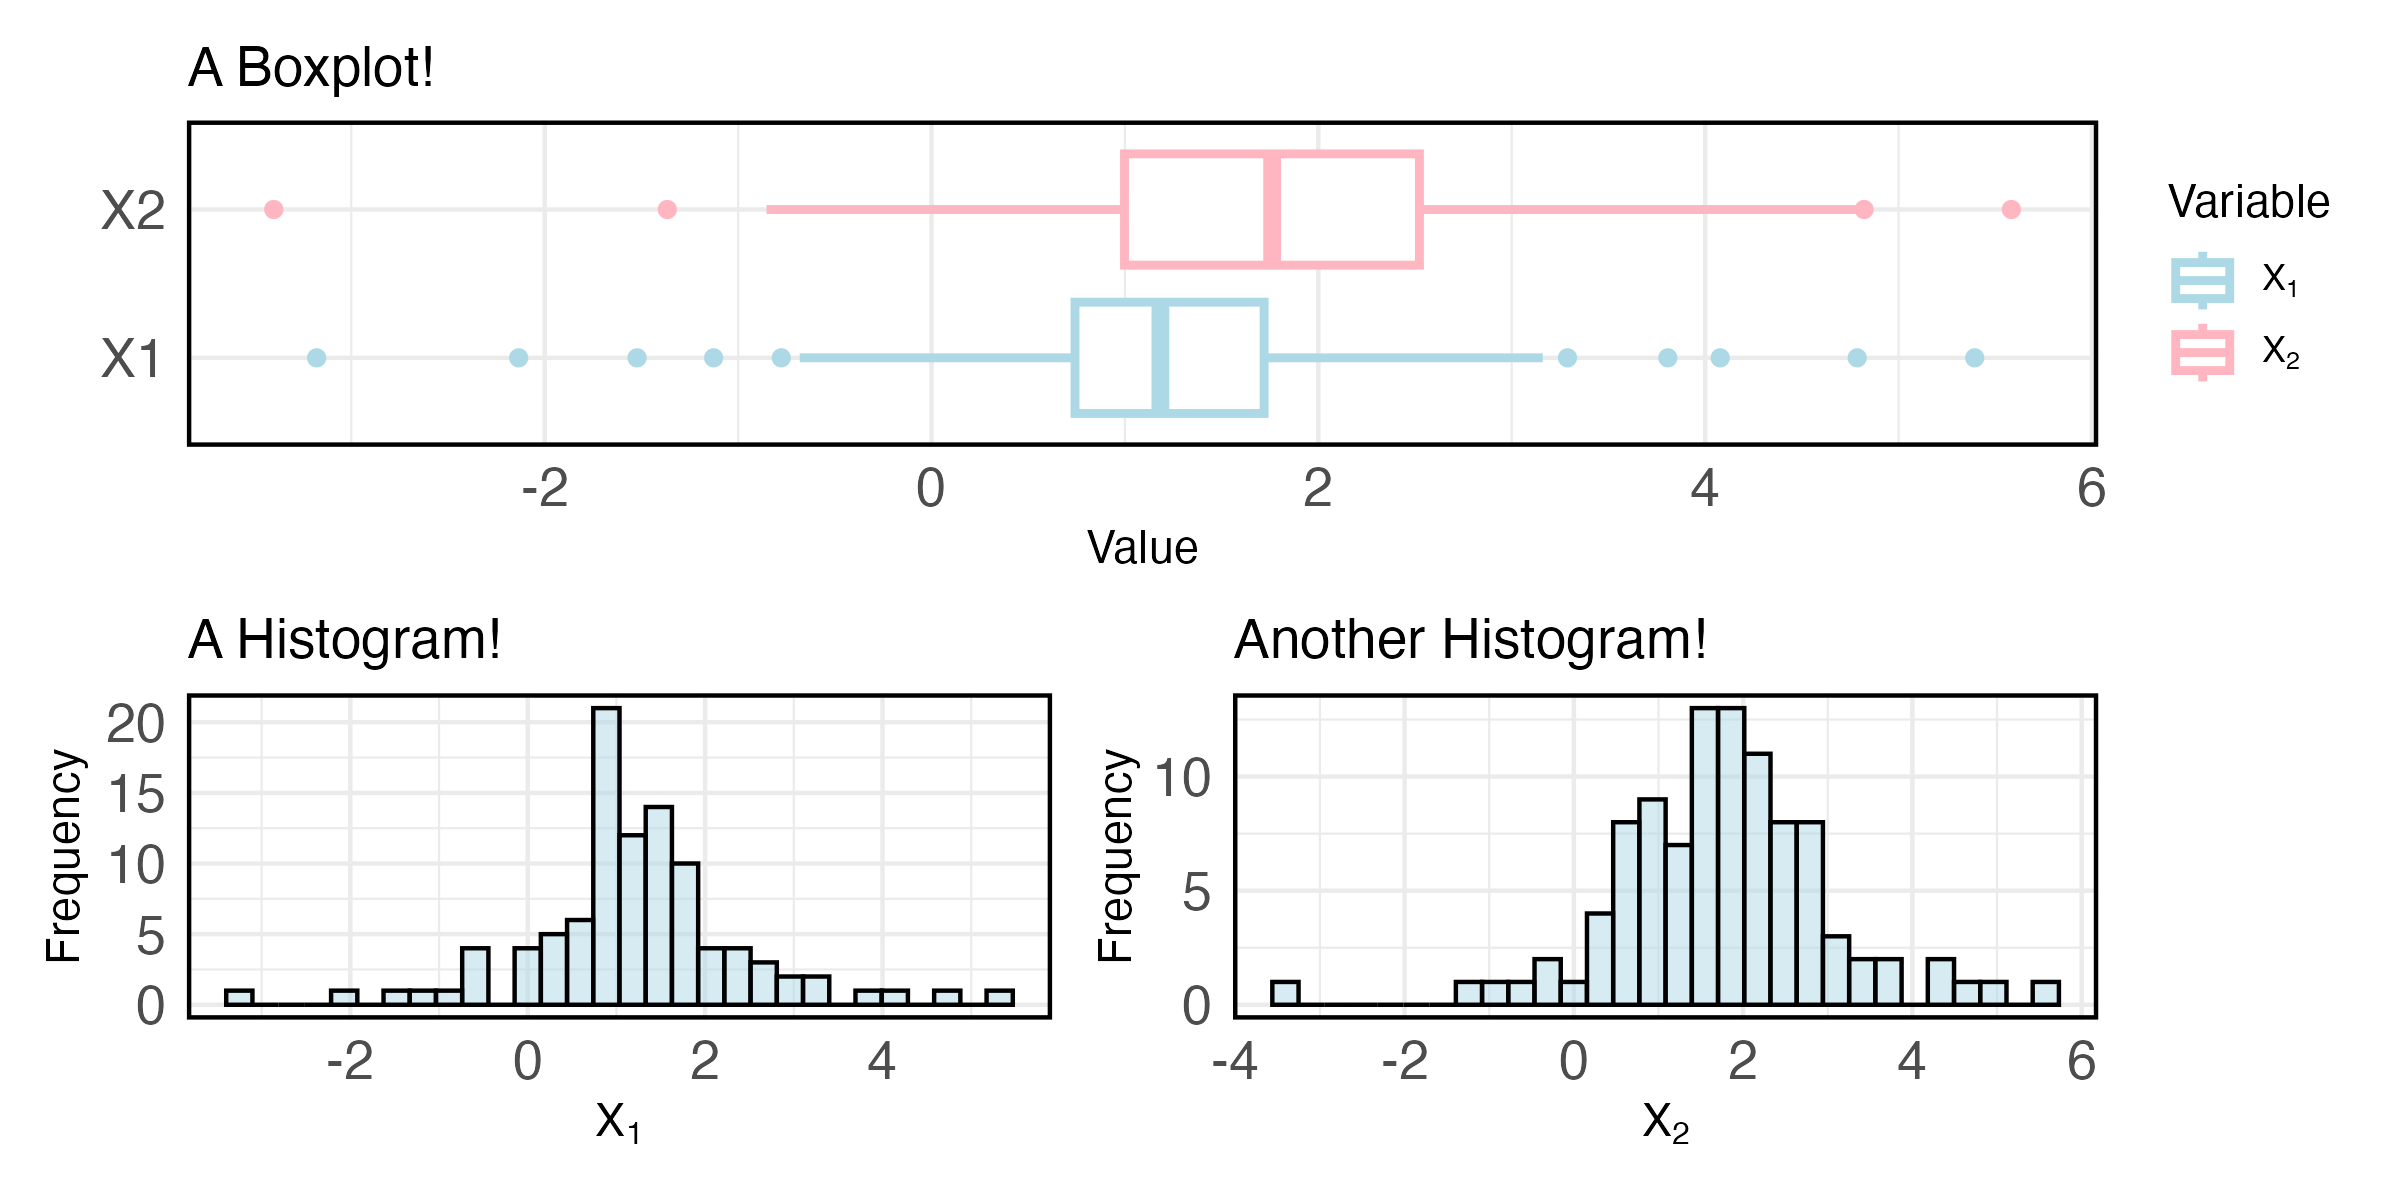 A Boxplot!
X2
X1
-2 0 2 4 6
Value
Variable
X₁
X₂
A Histogram!
Frequency
20
15
10
5
0
-2 0 2 4
X₁
Another Histogram!
Frequency
10
5
0
-4 -2 0 2 4 6
X₂